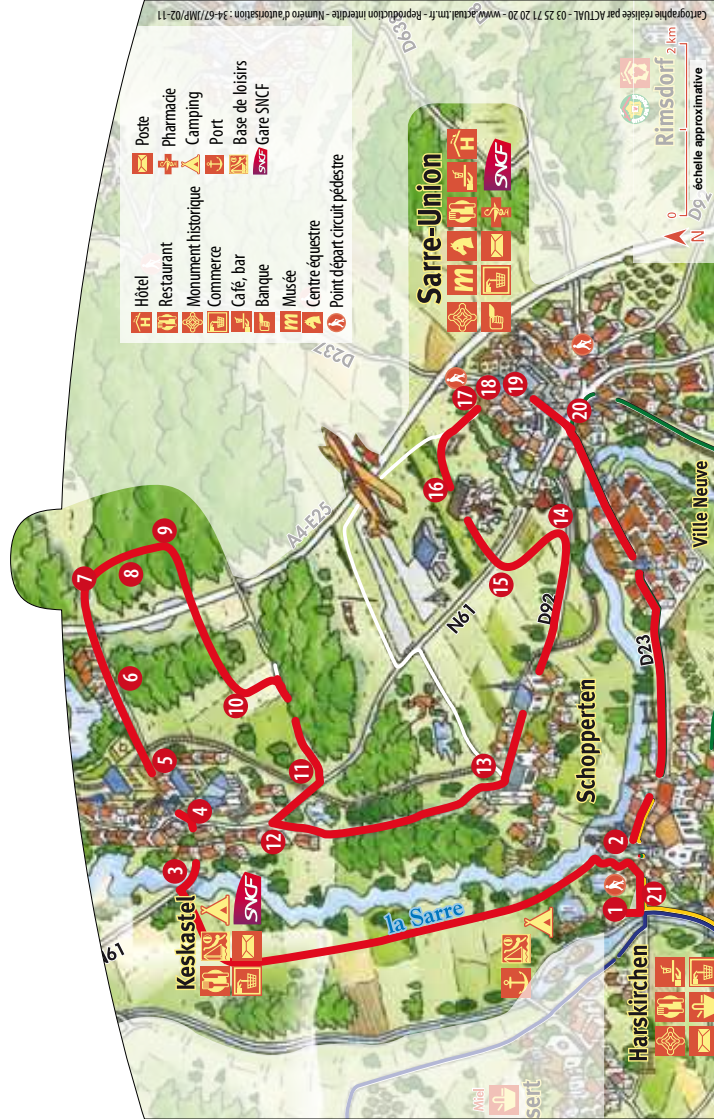 Cartographie réalisée par ACTUAL - 03 25 71 20 20 - www.actual.tm.fr - Reproduction interdite - Numéro d'autorisation : 34-67/JMP/02-11
Hôtel
Restaurant
Monument historique
Commerce
Café, bar
Banque
Musée
Centre équestre
Point départ circuit pédestre
Poste
Pharmacie
Camping
Port
Base de loisirs
SNCF Gare SNCF
D638
D237
A4-E25
N61
D92
D23
Sarre-Union
SNCF
Rimsdorf
0 2 km
échelle approximative
N
Ville Neuve
Schopperten
Keskastel
SNCF
la Sarre
Harskirchen
Miel
1
2
3
4
5
6
7
8
9
10
11
12
13
14
15
16
17
18
19
20
21